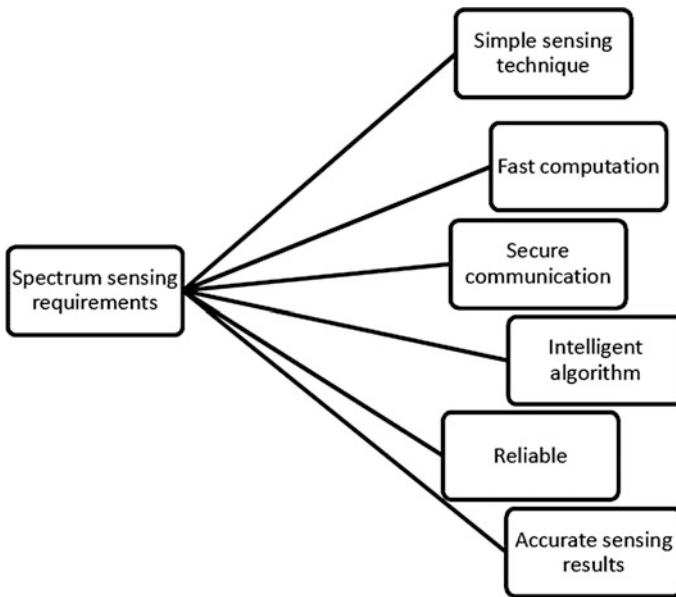 Simple sensing
technique
Fast computation
Secure
communication
Spectrum sensing
requirements
Intelligent
algorithm
Reliable
Accurate sensing
results